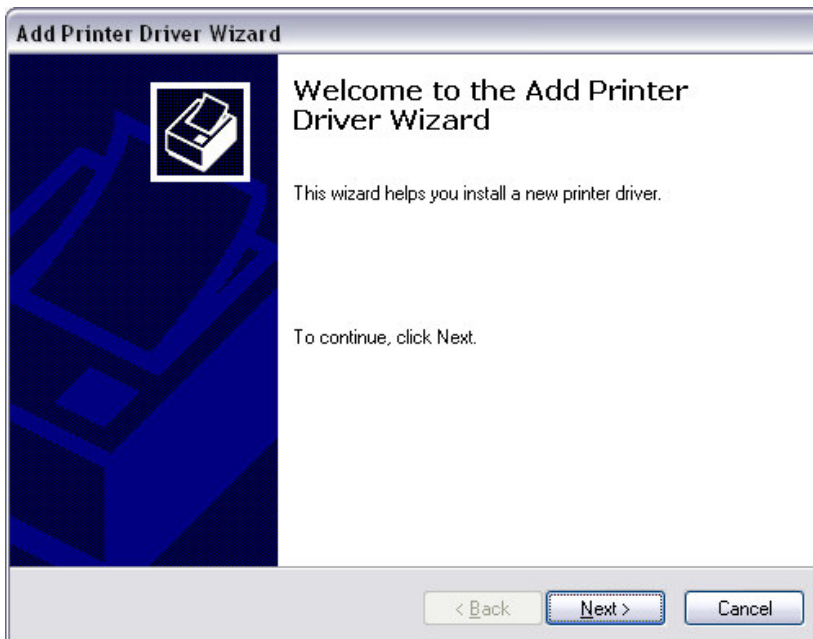 Add Printer Driver Wizard
Welcome to the Add Printer
Driver Wizard
This wizard helps you install a new printer driver.
To continue, click Next.
< Back
Next >
Cancel